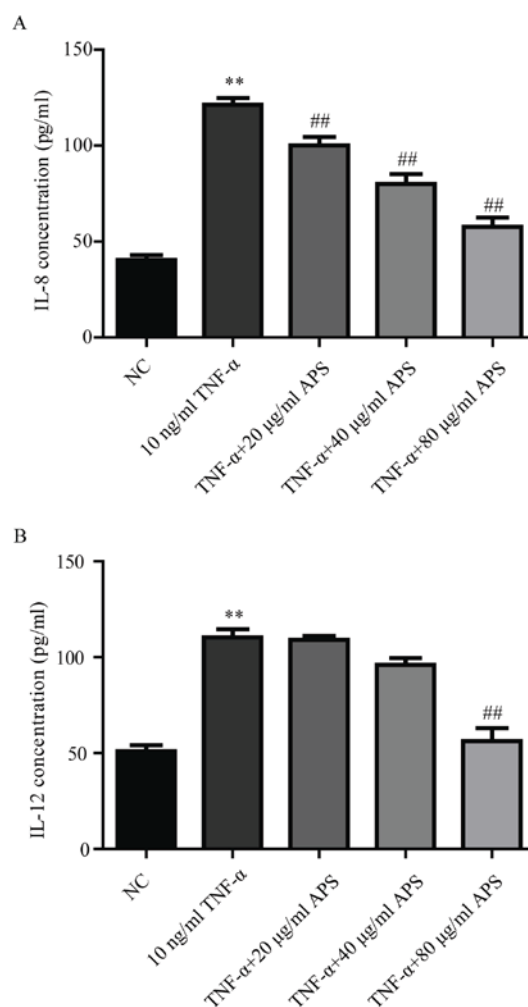 A
150
**
##
##
##
100
50
0
IL-8 concentration (pg/ml)
NC
10 ng/ml TNF-α
TNF-α+20 µg/ml APS
TNF-α+40 µg/ml APS
TNF-α+80 µg/ml APS
B
150
**
##
100
50
0
IL-12 concentration (pg/ml)
NC
10 ng/ml TNF-α
TNF-α+20 µg/ml APS
TNF-α+40 µg/ml APS
TNF-α+80 µg/ml APS